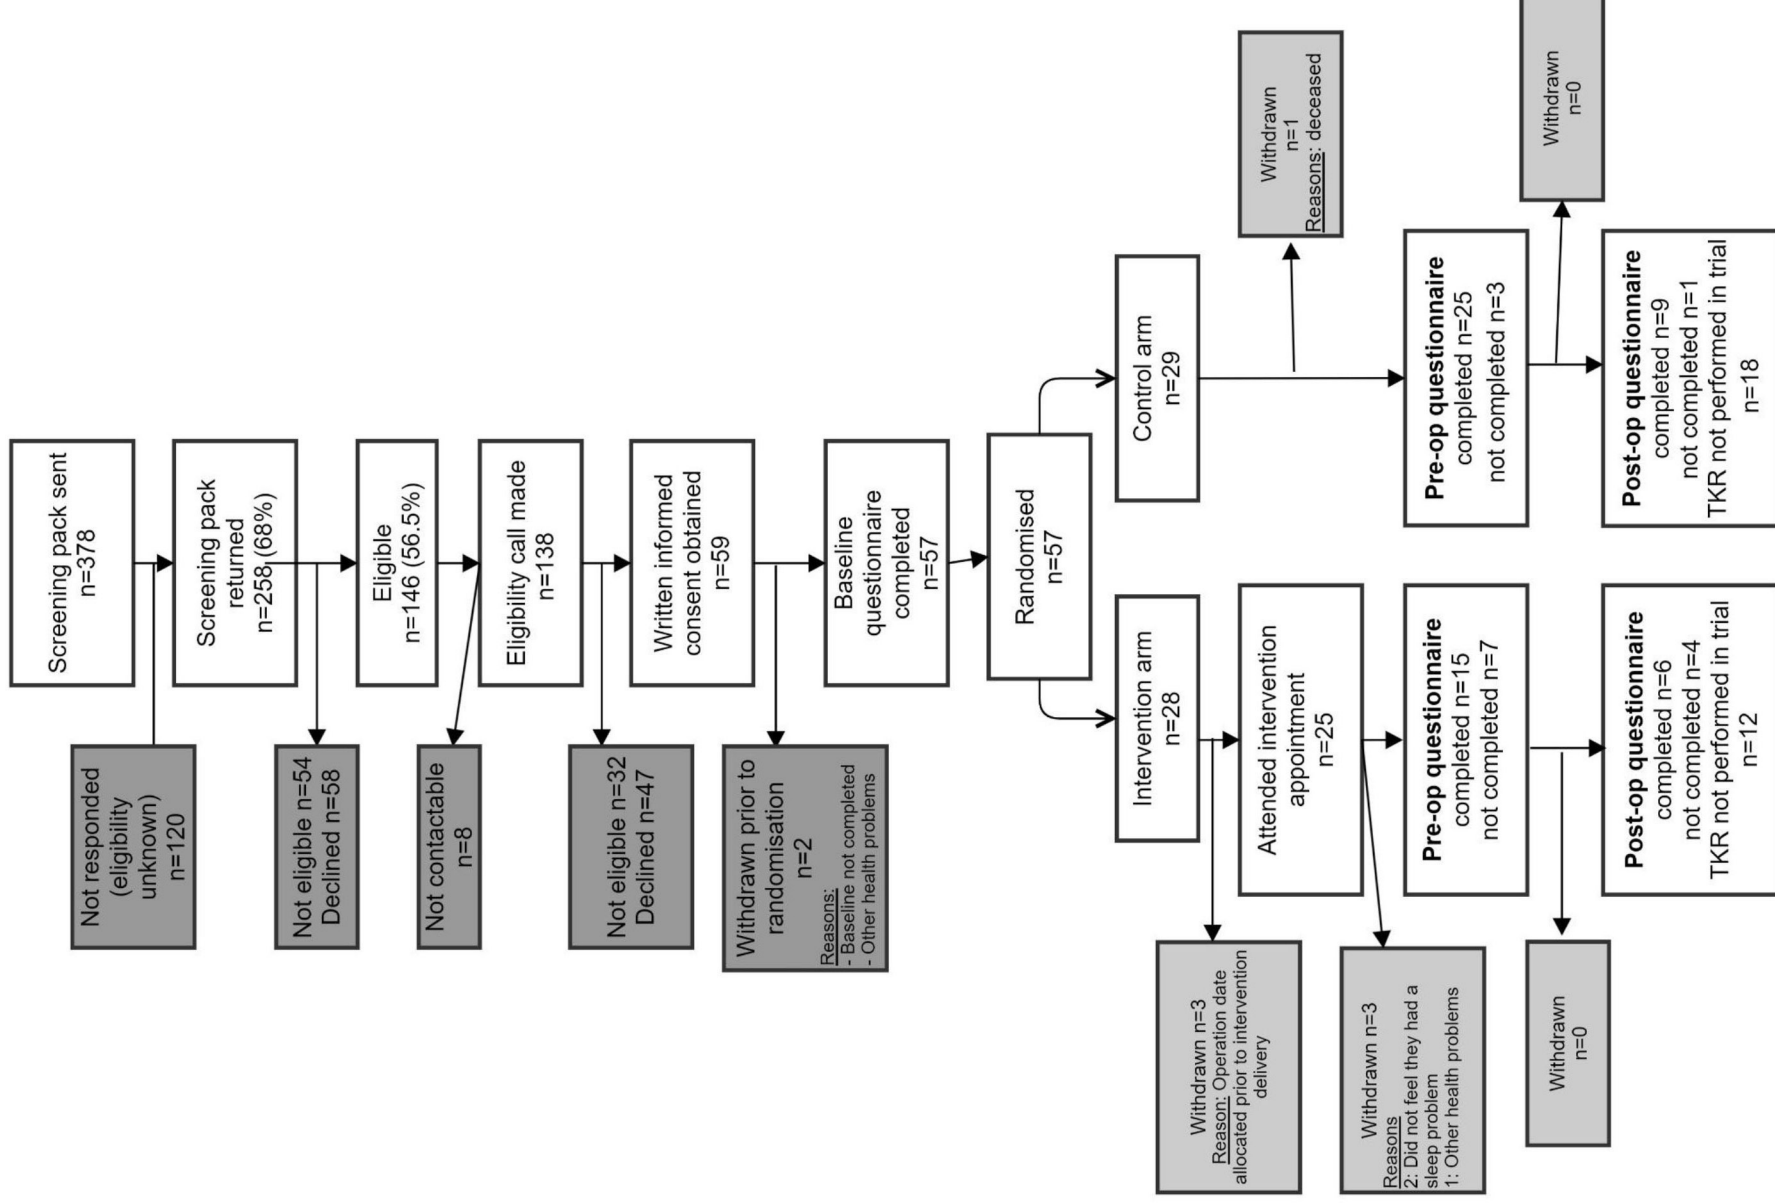 Screening pack sent
n=378
Not responded
(eligibility
unknown)
n=120
Screening pack
returned
n=258 (68%)
Not eligible n=54
Declined n=58
Eligible
n=146 (56.5%)
Not contactable
n=8
Eligibility call made
n=138
Not eligible n=32
Declined n=47
Written informed
consent obtained
n=59
Withdrawn prior to
randomisation
n=2
Reasons:
- Baseline not completed
- Other health problems
Baseline
questionnaire
completed
n=57
Randomised
n=57
Intervention arm
n=28
Control arm
n=29
Withdrawn n=3
Reason: Operation date
allocated prior to intervention
delivery
Attended intervention
appointment
n=25
Withdrawn
n=1
Reasons: deceased
Withdrawn n=3
Reasons
2: Did not feel they had a
sleep problem
1: Other health problems
Pre-op questionnaire
completed n=15
not completed n=7
Pre-op questionnaire
completed n=25
not completed n=3
Withdrawn
n=0
Withdrawn
n=0
Post-op questionnaire
completed n=6
not completed n=4
TKR not performed in trial
n=12
Post-op questionnaire
completed n=9
not completed n=1
TKR not performed in trial
n=18